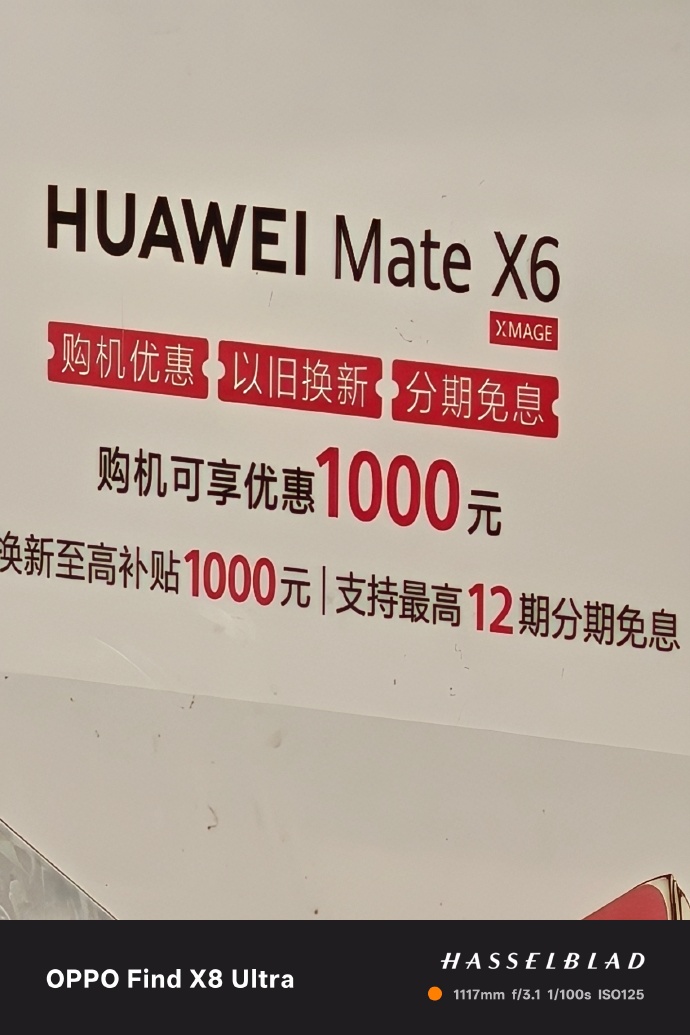 HUAWEI Mate X6
XMAGE
购机优惠 以旧换新 分期免息
购机可享优惠1000元
换新至高补贴1000元|支持最高12期分期免息
OPPO Find X8 Ultra
HASSELBLAD
1117mm f/3.1 1/100s ISO125